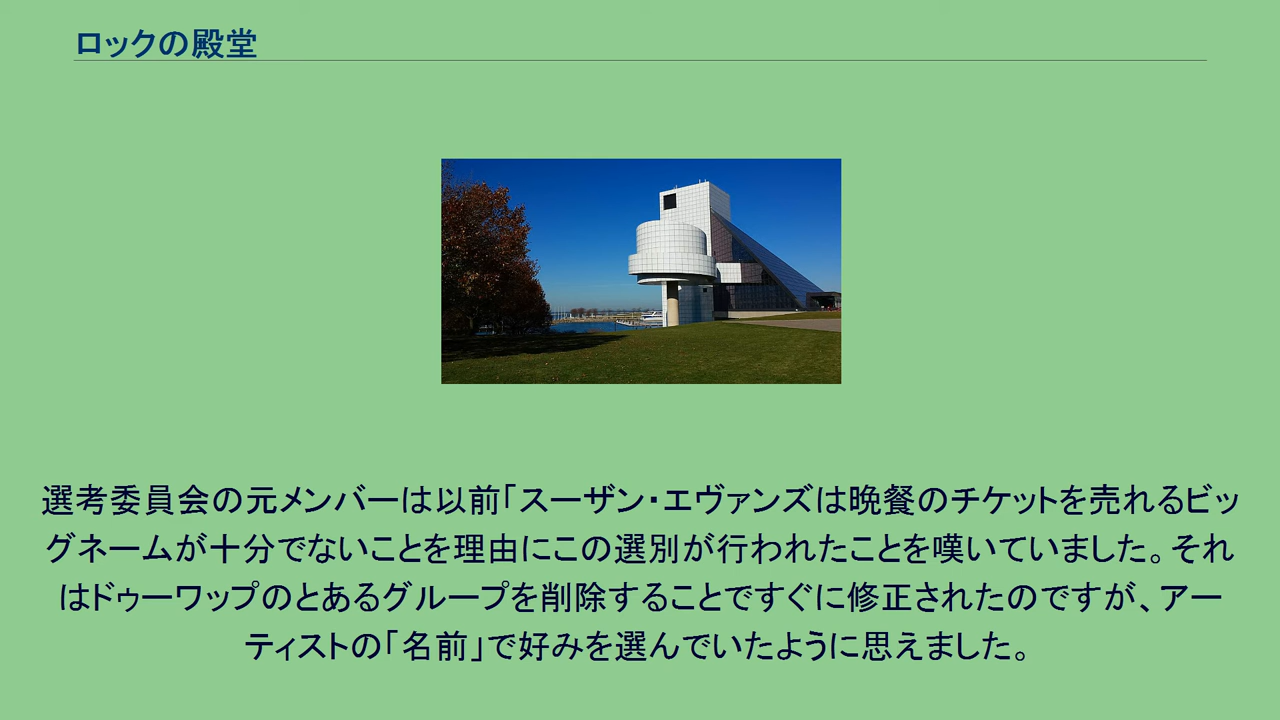 ロックの殿堂
選考委員会の元メンバーは以前「スーザン・エヴァンズは晩餐のチケットを売れるビッ
グネームが十分でないことを理由にこの選別が行われたことを嘆いていました。それ
はドゥーワップのとあるグループを削除することですぐに修正されたのですが、アー
ティストの「名前」で好みを選んでいたように思えました。